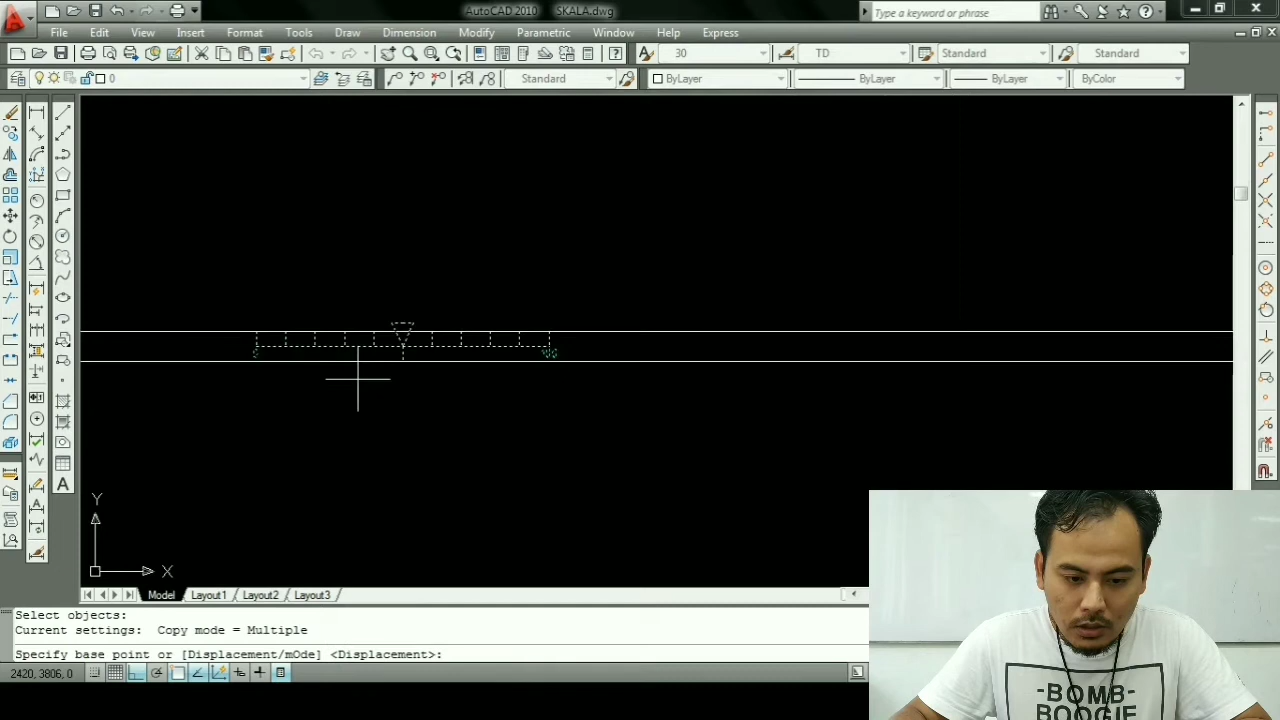 AutoCAD 2010 SKALA.dwg
Type a keyword or phrase
File Edit View Insert Format Tools Draw Dimension Modify Parametric Window Help Express
30 TD Standard Standard
0 Standard ByLayer ByLayer ByLayer ByColor
Y
X
Model Layout1 Layout2 Layout3
Select objects:
Current settings: Copy mode = Multiple
Specify base point or [Displacement/mOde] <Displacement>:
2420, 3806, 0
-BOMB-
BOOGIE